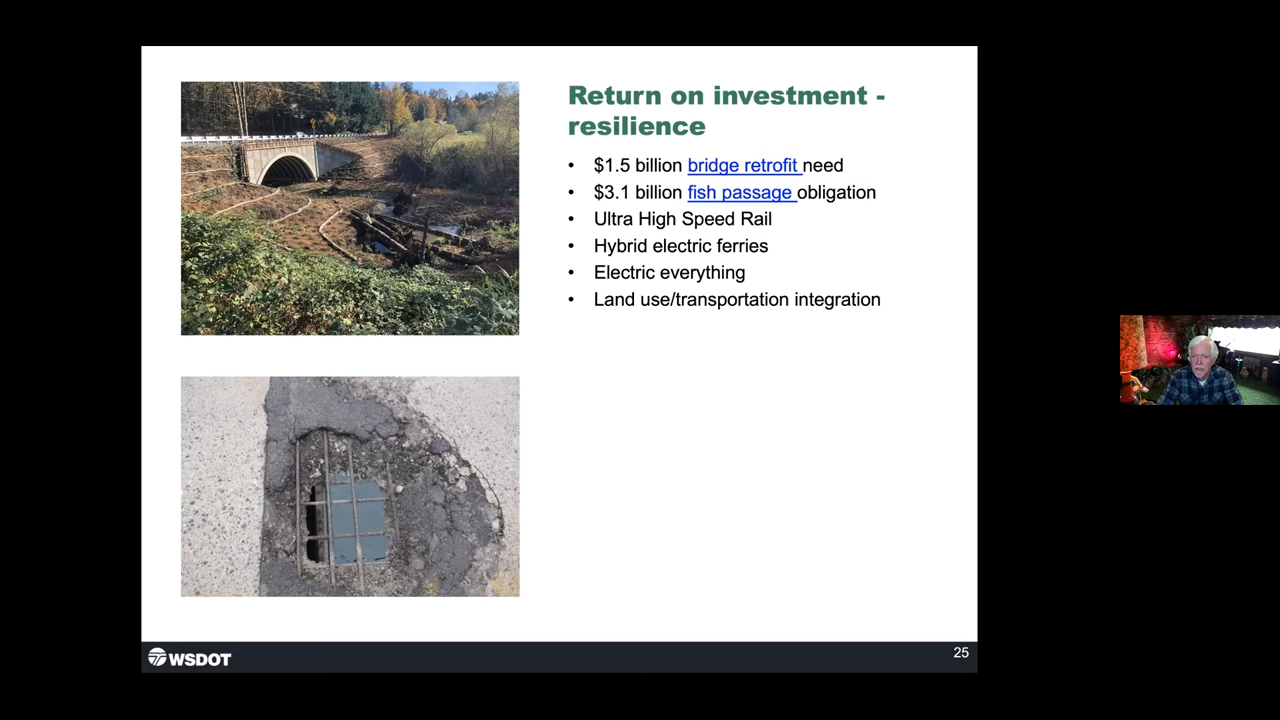 Return on investment -
resilience
• $1.5 billion bridge retrofit need
• $3.1 billion fish passage obligation
• Ultra High Speed Rail
• Hybrid electric ferries
• Electric everything
• Land use/transportation integration
WSDOT
25